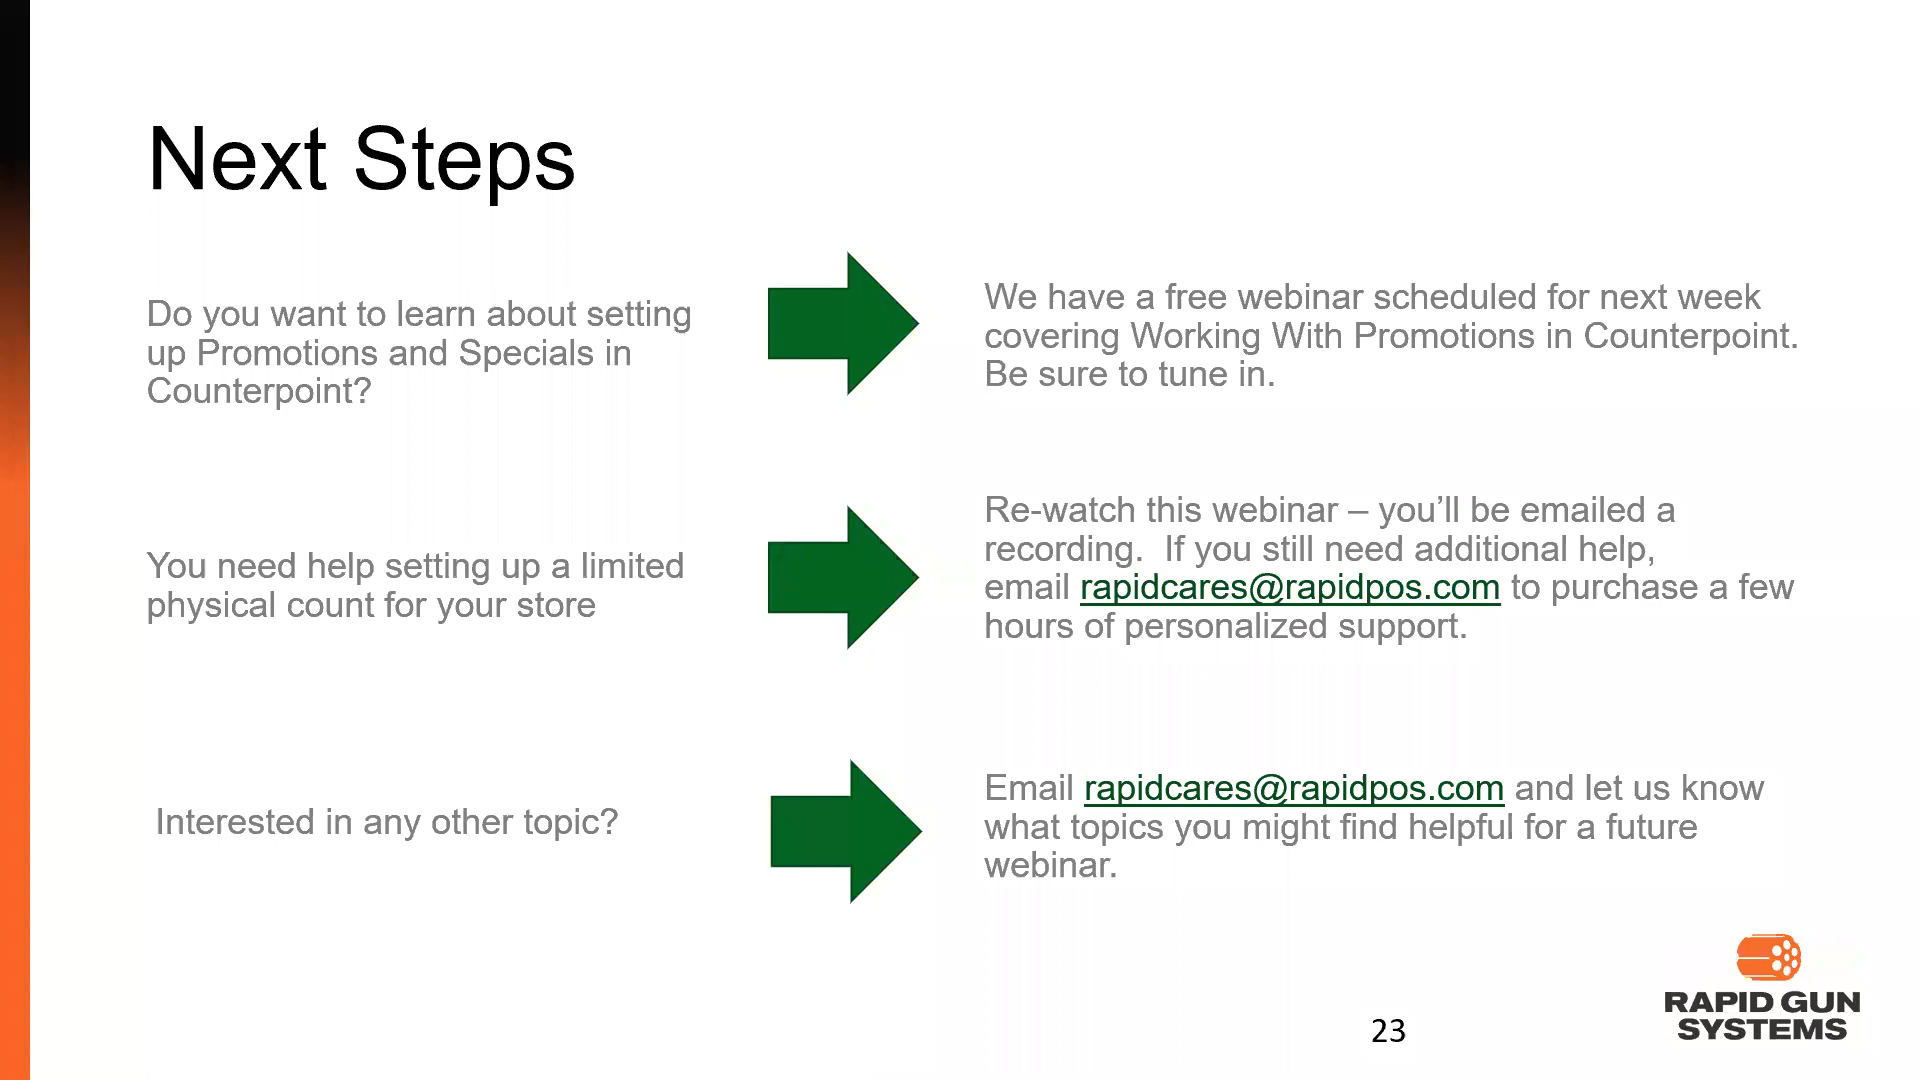 Next Steps
Do you want to learn about setting
up Promotions and Specials in
Counterpoint?
We have a free webinar scheduled for next week
covering Working With Promotions in Counterpoint.
Be sure to tune in.
You need help setting up a limited
physical count for your store
Re-watch this webinar – you’ll be emailed a
recording.  If you still need additional help,
email rapidcares@rapidpos.com to purchase a few
hours of personalized support.
Interested in any other topic?
Email rapidcares@rapidpos.com and let us know
what topics you might find helpful for a future
webinar.
23
RAPID GUN
SYSTEMS